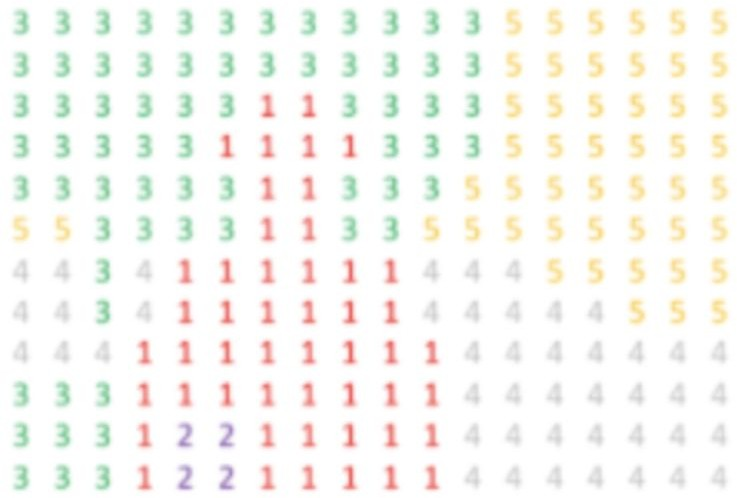 3 3 3 3 3 3 3 3 3 3 3 3 5 5 5 5 5 5
3 3 3 3 3 3 3 3 3 3 3 3 5 5 5 5 5 5
3 3 3 3 3 3 1 1 3 3 3 3 5 5 5 5 5 5
3 3 3 3 3 1 1 1 1 3 3 3 5 5 5 5 5 5
3 3 3 3 3 3 1 1 3 3 3 5 5 5 5 5 5 5
5 5 3 3 3 3 1 1 3 3 5 5 5 5 5 5 5 5
4 4 3 4 1 1 1 1 1 1 4 4 4 5 5 5 5 5
4 4 3 4 1 1 1 1 1 1 4 4 4 4 4 5 5 5
4 4 4 1 1 1 1 1 1 1 1 4 4 4 4 4 4 4
3 3 3 1 1 1 1 1 1 1 1 4 4 4 4 4 4 4
3 3 3 1 2 2 1 1 1 1 1 4 4 4 4 4 4 4
3 3 3 1 2 2 1 1 1 1 1 4 4 4 4 4 4 4